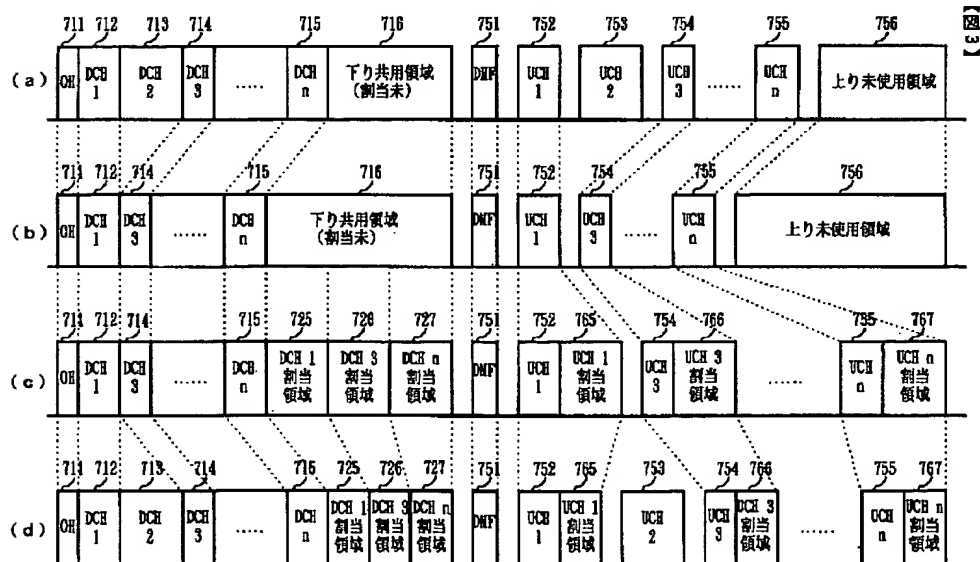 【図3】
711 712 713 714 715 716 751 752 753 754 755 756
(a) OH DCH 1 DCH 2 DCH 3 …… DCH n 下り共用領域 (割当未) DMF UCH 1 UCH 2 UCH 3 …… UCH n 上り未使用領域
711 712 714 715 716 751 752 754 755 756
(b) OH DCH 1 DCH 3 …… DCH n 下り共用領域 (割当未) DMF UCH 1 UCH 3 …… UCH n 上り未使用領域
711 712 714 715 725 726 727 751 752 765 754 766 755 767
(c) OH DCH 1 DCH 3 …… DCH n DCH 1 割当領域 DCH 3 割当領域 DCH n 割当領域 DMF UCH 1 UCH 1 割当領域 UCH 3 UCH 3 割当領域 …… UCH n UCH n 割当領域
711 712 713 714 716 725 726 727 751 752 765 753 754 766 755 767
(d) OH DCH 1 DCH 2 DCH 3 …… DCH n DCH 1 割当領域 DCH 3 割当領域 DCH n 割当領域 DMF UCH 1 UCH 1 割当領域 UCH 2 UCH 3 UCH 3 割当領域 …… UCH n UCH n 割当領域